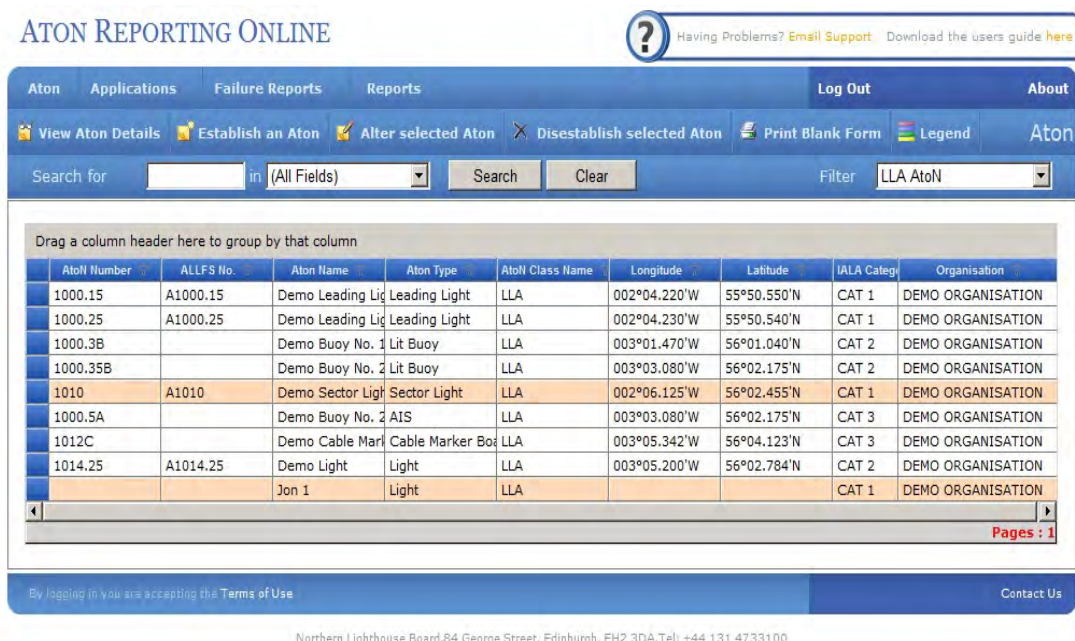 ATON REPORTING ONLINE
Having Problems? Email Support Download the users guide here
Aton Applications Failure Reports Reports Log Out About
View Aton Details Establish an Aton Alter selected Aton Disestablish selected Aton Print Blank Form Legend Aton
Search for in (All Fields) Search Clear Filter LLA AtoN
Drag a column header here to group by that column
AtoN Number ALLFS No. Aton Name Aton Type AtoN Class Name Longitude Latitude IALA Categ Organisation
1000.15 A1000.15 Demo Leading Lig Leading Light LLA 002°04.220'W 55°50.550'N CAT 1 DEMO ORGANISATION
1000.25 A1000.25 Demo Leading Lig Leading Light LLA 002°04.230'W 55°50.540'N CAT 1 DEMO ORGANISATION
1000.3B Demo Buoy No. 1 Lit Buoy LLA 003°01.470'W 56°01.040'N CAT 2 DEMO ORGANISATION
1000.35B Demo Buoy No. 2 Lit Buoy LLA 003°03.080'W 56°02.175'N CAT 2 DEMO ORGANISATION
1010 A1010 Demo Sector Ligh Sector Light LLA 002°06.125'W 56°02.455'N CAT 1 DEMO ORGANISATION
1000.5A Demo Buoy No. 2 AIS LLA 003°03.080'W 56°02.175'N CAT 3 DEMO ORGANISATION
1012C Demo Cable Mark Cable Marker Boa LLA 003°05.342'W 56°04.123'N CAT 3 DEMO ORGANISATION
1014.25 A1014.25 Demo Light Light LLA 003°05.200'W 56°02.784'N CAT 2 DEMO ORGANISATION
Jon 1 Light LLA CAT 1 DEMO ORGANISATION
Pages : 1
By logging in you are accepting the Terms of Use Contact Us
Northern Lighthouse Board,84 George Street, Edinburgh, EH2 3DA,Tel: +44 131 4733100